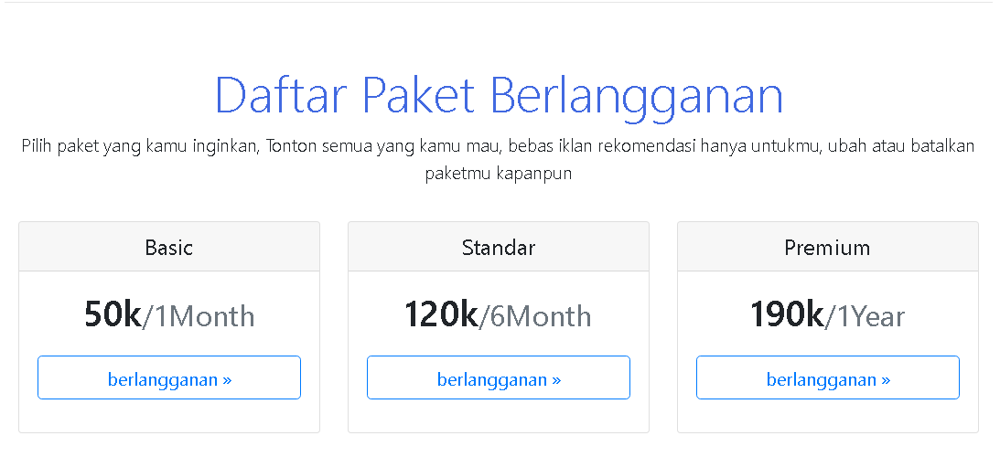 Daftar Paket Berlangganan
Pilih paket yang kamu inginkan, Tonton semua yang kamu mau, bebas iklan rekomendasi hanya untukmu, ubah atau batalkan
paketmu kapanpun
Basic
50k/1Month
berlangganan »
Standar
120k/6Month
berlangganan »
Premium
190k/1Year
berlangganan »